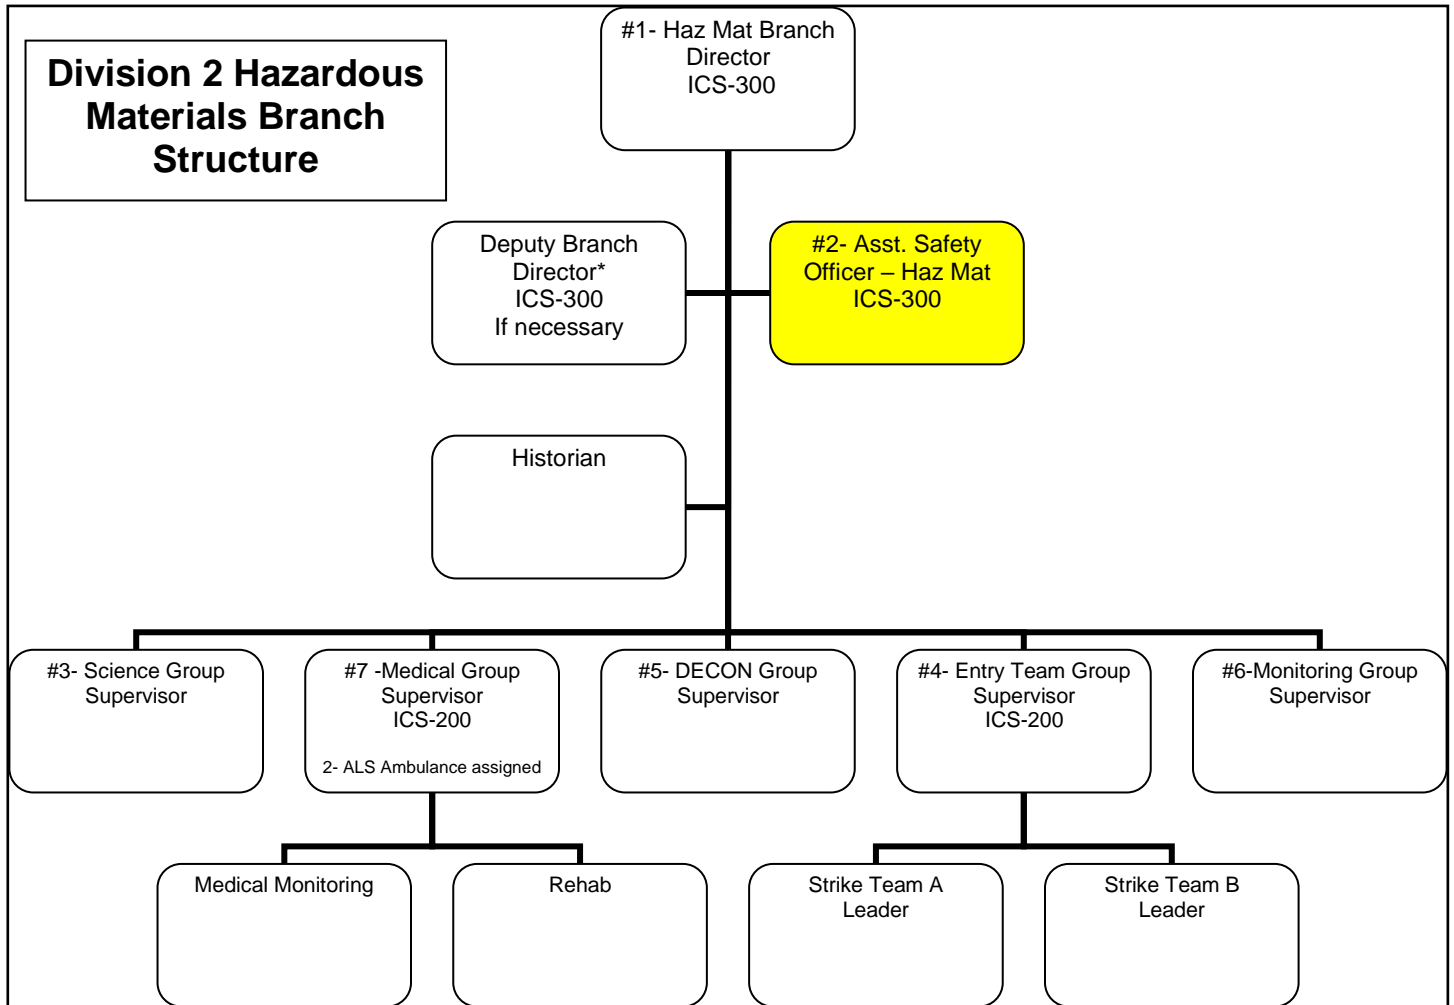 Division 2 Hazardous
Materials Branch
Structure
#1- Haz Mat Branch
Director
ICS-300
Deputy Branch
Director*
ICS-300
If necessary
#2- Asst. Safety
Officer – Haz Mat
ICS-300
Historian
#3- Science Group
Supervisor
#7 -Medical Group
Supervisor
ICS-200
2- ALS Ambulance assigned
#5- DECON Group
Supervisor
#4- Entry Team Group
Supervisor
ICS-200
#6-Monitoring Group
Supervisor
Medical Monitoring
Rehab
Strike Team A
Leader
Strike Team B
Leader